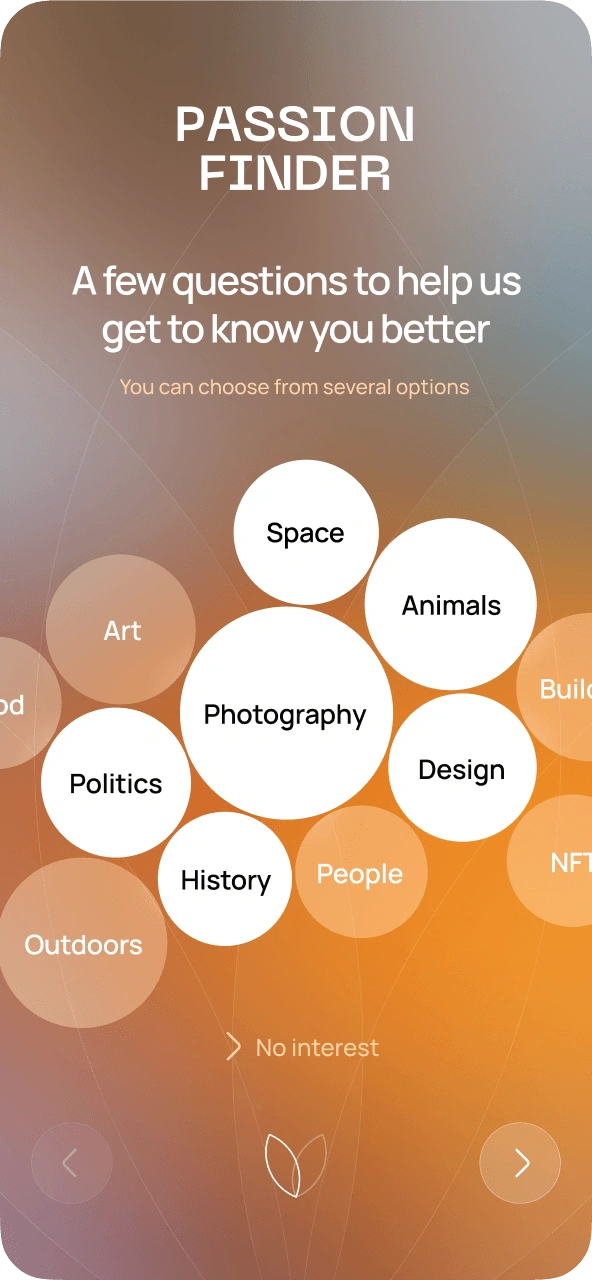 PASSION
FINDER
A few questions to help us
get to know you better
You can choose from several options
Space
Animals
Art
Photography
Design
Politics
History
People
Outdoors
No interest